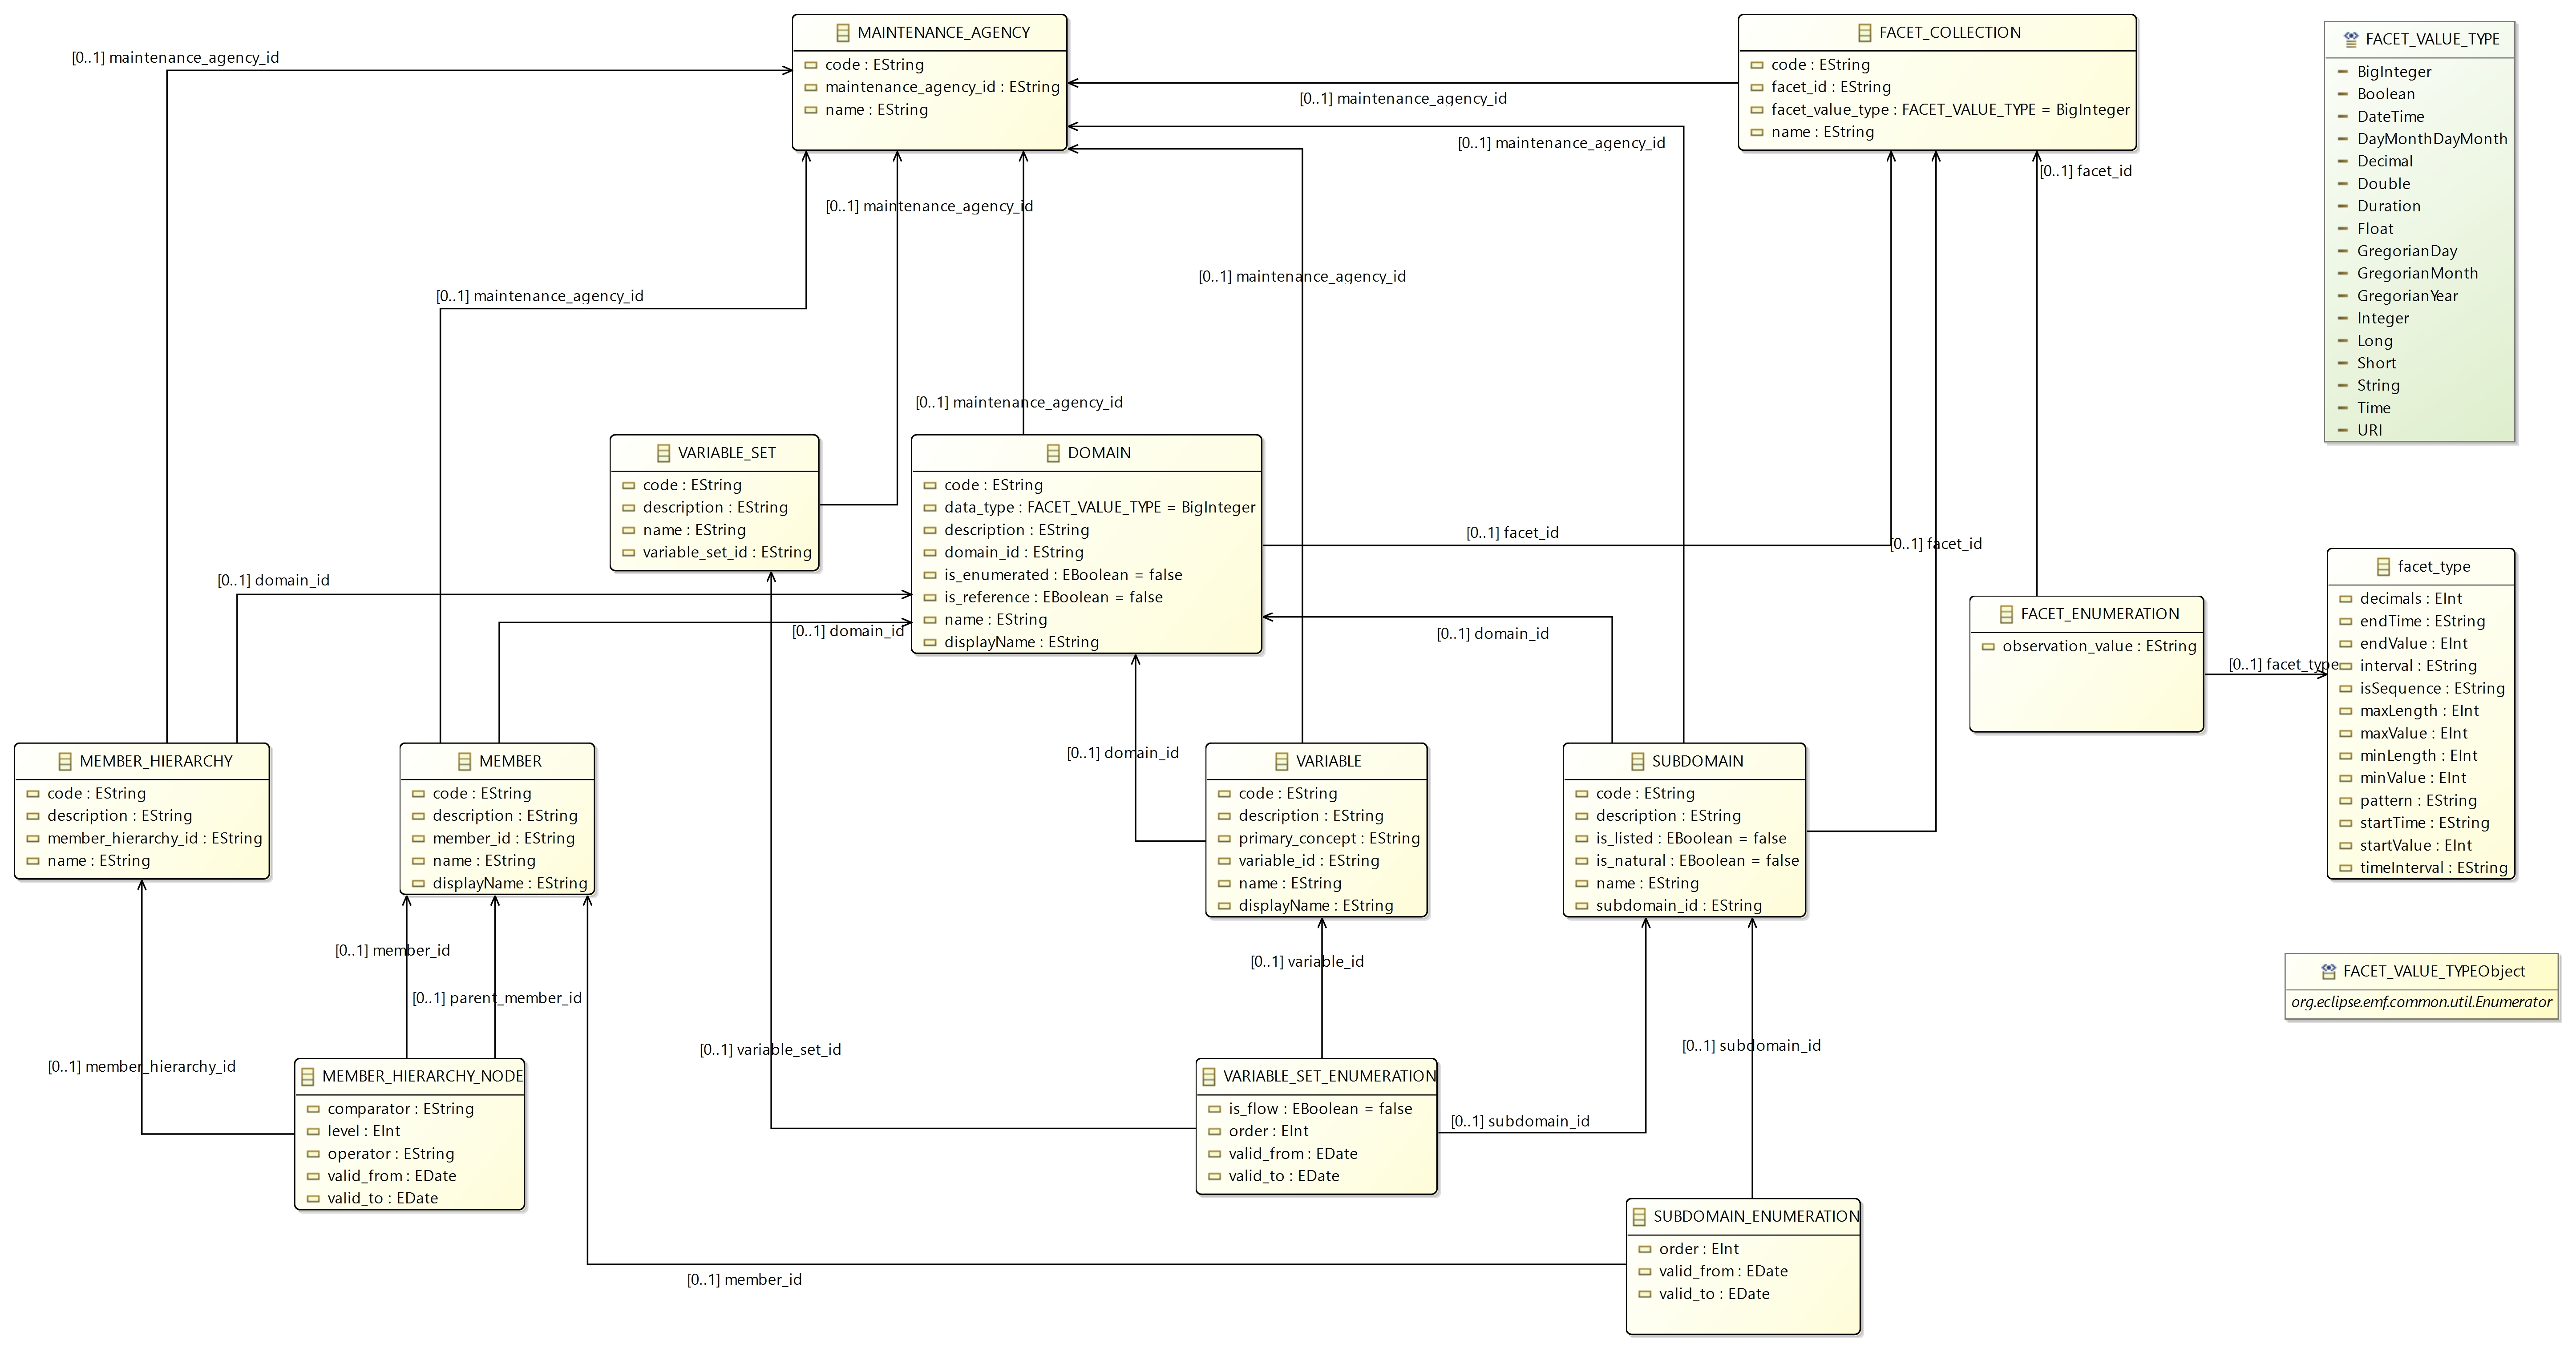 MAINTENANCE_AGENCY
code : EString
maintenance_agency_id : EString
name : EString
FACET_COLLECTION
code : EString
facet_id : EString
facet_value_type : FACET_VALUE_TYPE = BigInteger
name : EString
FACET_VALUE_TYPE
BigInteger
Boolean
DateTime
DayMonthDayMonth
Decimal
Double
Duration
Float
GregorianDay
GregorianMonth
GregorianYear
Integer
Long
Short
String
Time
URI
[0..1] maintenance_agency_id
[0..1] maintenance_agency_id
[0..1] maintenance_agency_id
[0..1] facet_id
[0..1] maintenance_agency_id
[0..1] maintenance_agency_id
[0..1] maintenance_agency_id
[0..1] maintenance_agency_id
VARIABLE_SET
code : EString
description : EString
name : EString
variable_set_id : EString
DOMAIN
code : EString
data_type : FACET_VALUE_TYPE = BigInteger
description : EString
domain_id : EString
is_enumerated : EBoolean = false
is_reference : EBoolean = false
name : EString
displayName : EString
[0..1] facet_id
[0..1] facet_id
[0..1] domain_id
[0..1] domain_id
[0..1] domain_id
FACET_ENUMERATION
observation_value : EString
[0..1] facet_type
facet_type
decimals : EInt
endTime : EString
endValue : EInt
interval : EString
isSequence : EString
maxLength : EInt
maxValue : EInt
minLength : EInt
minValue : EInt
pattern : EString
startTime : EString
startValue : EInt
timeInterval : EString
MEMBER_HIERARCHY
code : EString
description : EString
member_hierarchy_id : EString
name : EString
MEMBER
code : EString
description : EString
member_id : EString
name : EString
displayName : EString
[0..1] domain_id
VARIABLE
code : EString
description : EString
primary_concept : EString
variable_id : EString
name : EString
displayName : EString
SUBDOMAIN
code : EString
description : EString
is_listed : EBoolean = false
is_natural : EBoolean = false
name : EString
subdomain_id : EString
[0..1] member_id
[0..1] variable_id
FACET_VALUE_TYPEObject
org.eclipse.emf.common.util.Enumerator
[0..1] parent_member_id
[0..1] variable_set_id
[0..1] subdomain_id
[0..1] member_hierarchy_id
MEMBER_HIERARCHY_NODE
comparator : EString
level : EInt
operator : EString
valid_from : EDate
valid_to : EDate
VARIABLE_SET_ENUMERATION
is_flow : EBoolean = false
order : EInt
valid_from : EDate
valid_to : EDate
[0..1] subdomain_id
SUBDOMAIN_ENUMERATION
order : EInt
valid_from : EDate
valid_to : EDate
[0..1] member_id